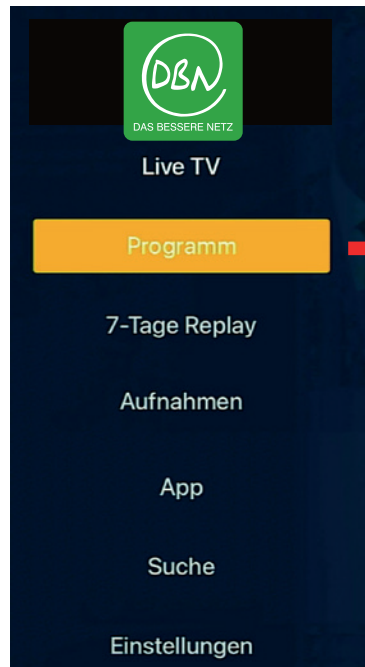 DBN
DAS BESSERE NETZ
Live TV
Programm
7-Tage Replay
Aufnahmen
App
Suche
Einstellungen